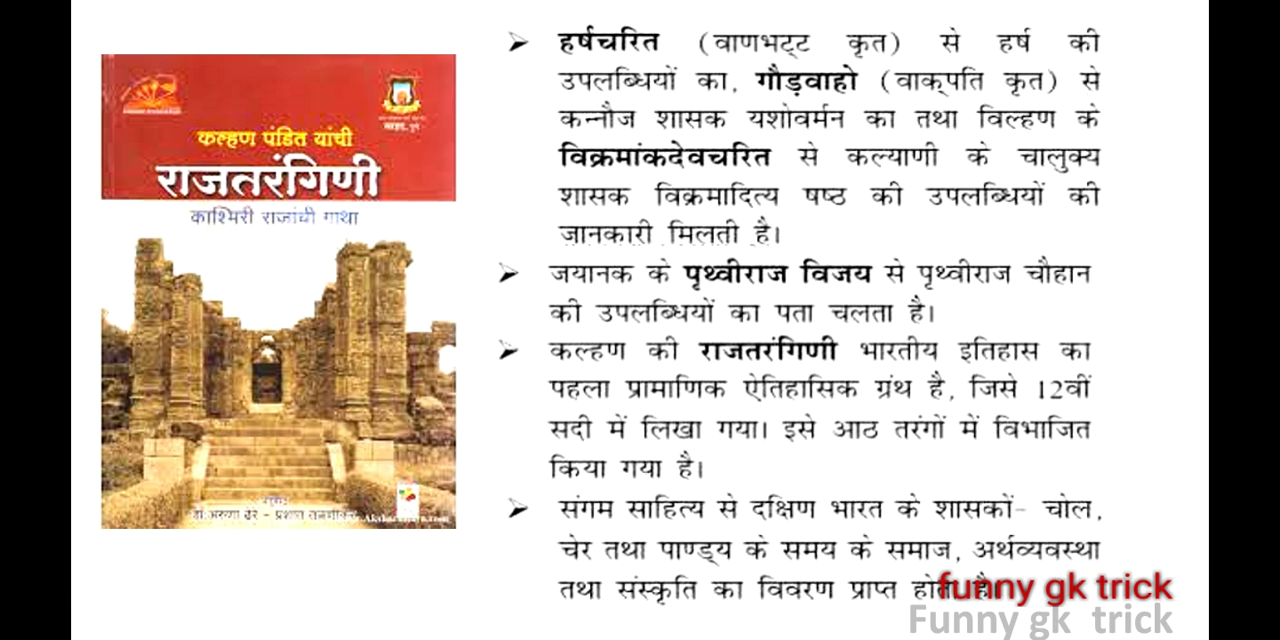 कल्हण पंडित यांची
राजतरंगिणी
काश्मिरी राजांची गाथा
➤ हर्षचरित (वाणभट्ट कृत) से हर्ष की
उपलब्धियों का, गौड़वाहो (वाक्पति कृत) से
कन्नौज शासक यशोवर्मन का तथा विल्हण के
विक्रमांकदेवचरित से कल्याणी के चालुक्य
शासक विक्रमादित्य षष्ठ की उपलब्धियों की
जानकारी मिलती है।
➤ जयानक के पृथ्वीराज विजय से पृथ्वीराज चौहान
की उपलब्धियों का पता चलता है।
➤ कल्हण की राजतरंगिणी भारतीय इतिहास का
पहला प्रामाणिक ऐतिहासिक ग्रंथ है, जिसे 12वीं
सदी में लिखा गया। इसे आठ तरंगों में विभाजित
किया गया है।
➤ संगम साहित्य से दक्षिण भारत के शासकों- चोल,
चेर तथा पाण्ड्य के समय के समाज, अर्थव्यवस्था
तथा संस्कृति का विवरण प्राप्त होता है।
funny gk trick
Funny gk trick